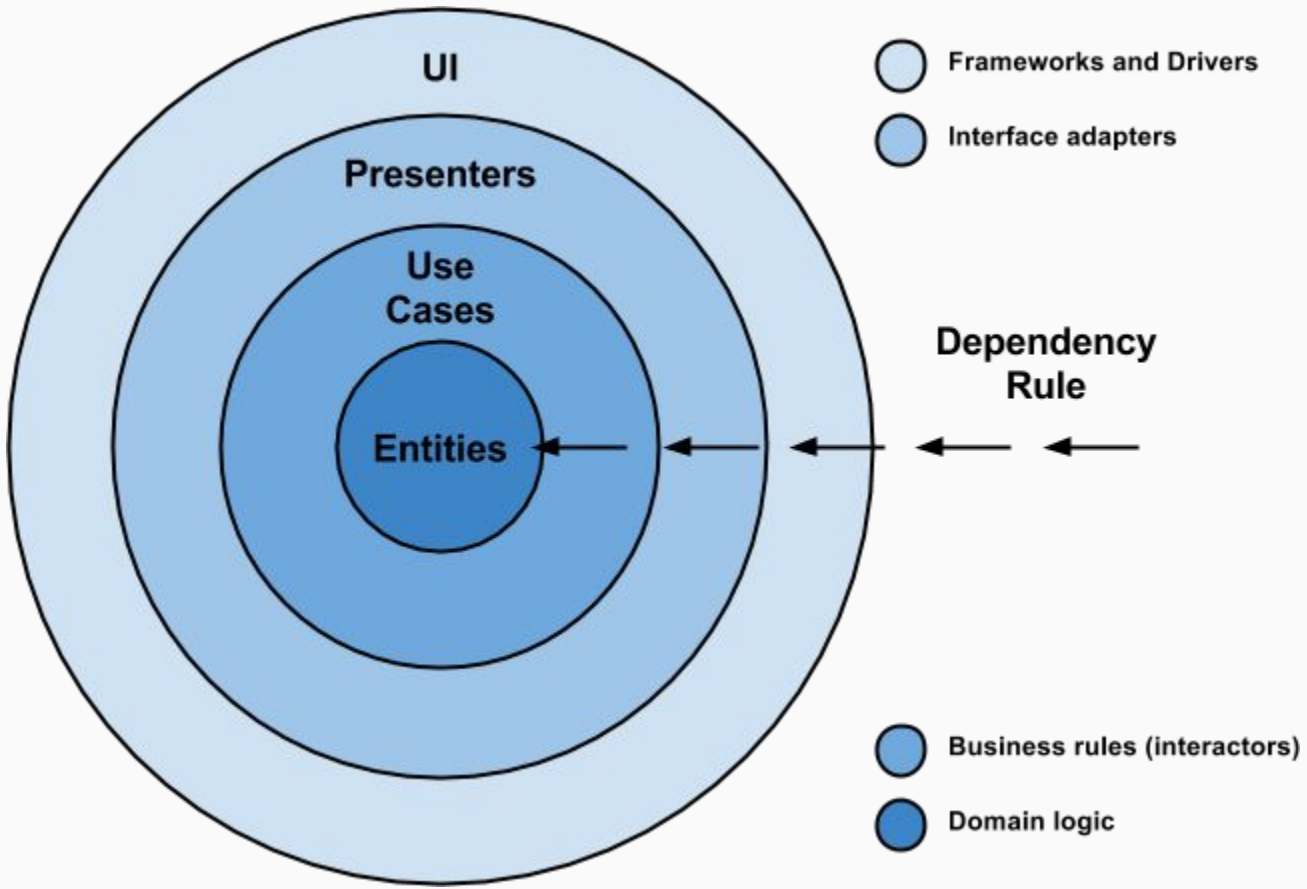 UI
Presenters
Use
Cases
Entities
Frameworks and Drivers
Interface adapters
Dependency
Rule
Business rules (interactors)
Domain logic